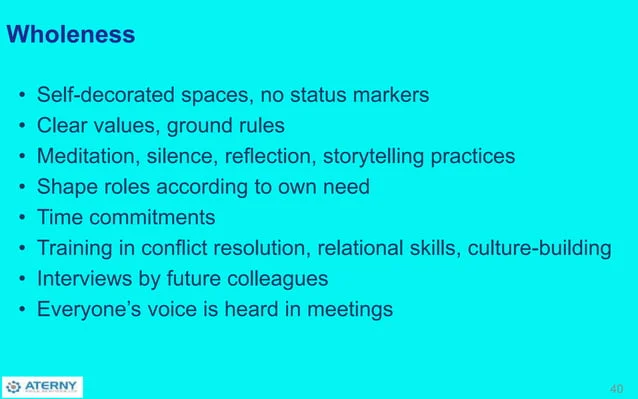 Wholeness
• Self-decorated spaces, no status markers
• Clear values, ground rules
• Meditation, silence, reflection, storytelling practices
• Shape roles according to own need
• Time commitments
• Training in conflict resolution, relational skills, culture-building
• Interviews by future colleagues
• Everyone’s voice is heard in meetings
ATERNY
40